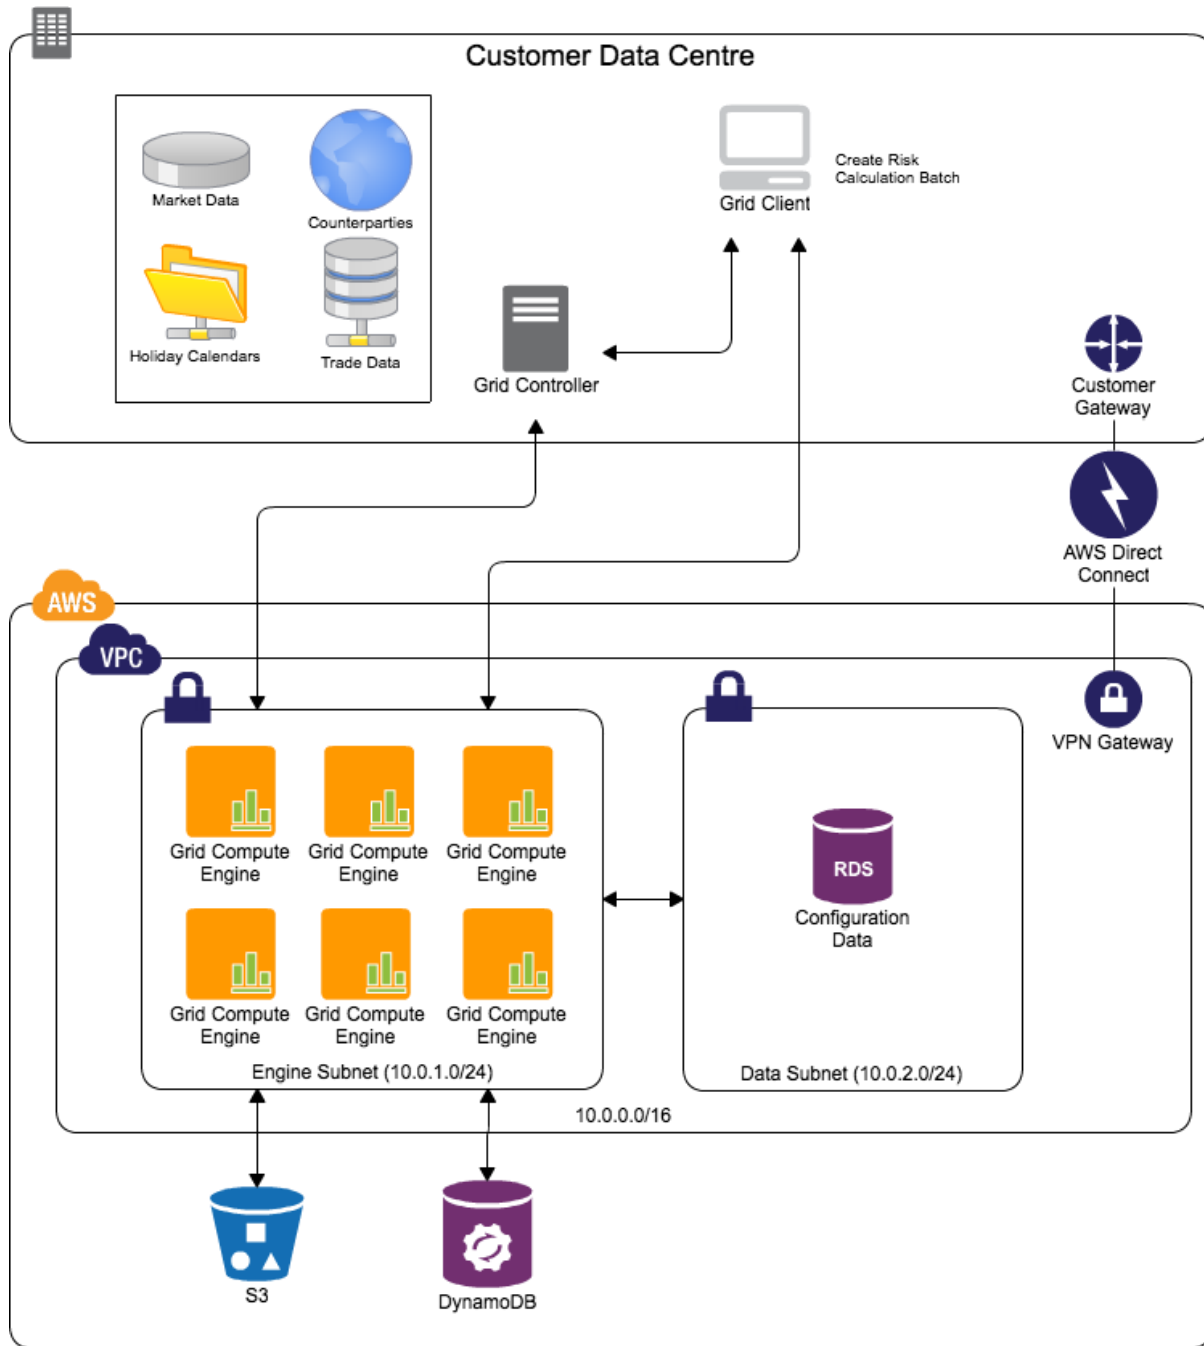 Customer Data Centre
Market Data
Counterparties
Holiday Calendars
Trade Data
Grid Client
Create Risk
Calculation Batch
Grid Controller
Customer
Gateway
AWS Direct
Connect
AWS
VPC
VPN Gateway
Grid Compute
Engine
Grid Compute
Engine
Grid Compute
Engine
Grid Compute
Engine
Grid Compute
Engine
Grid Compute
Engine
Engine Subnet (10.0.1.0/24)
RDS
Configuration
Data
Data Subnet (10.0.2.0/24)
10.0.0.0/16
S3
DynamoDB